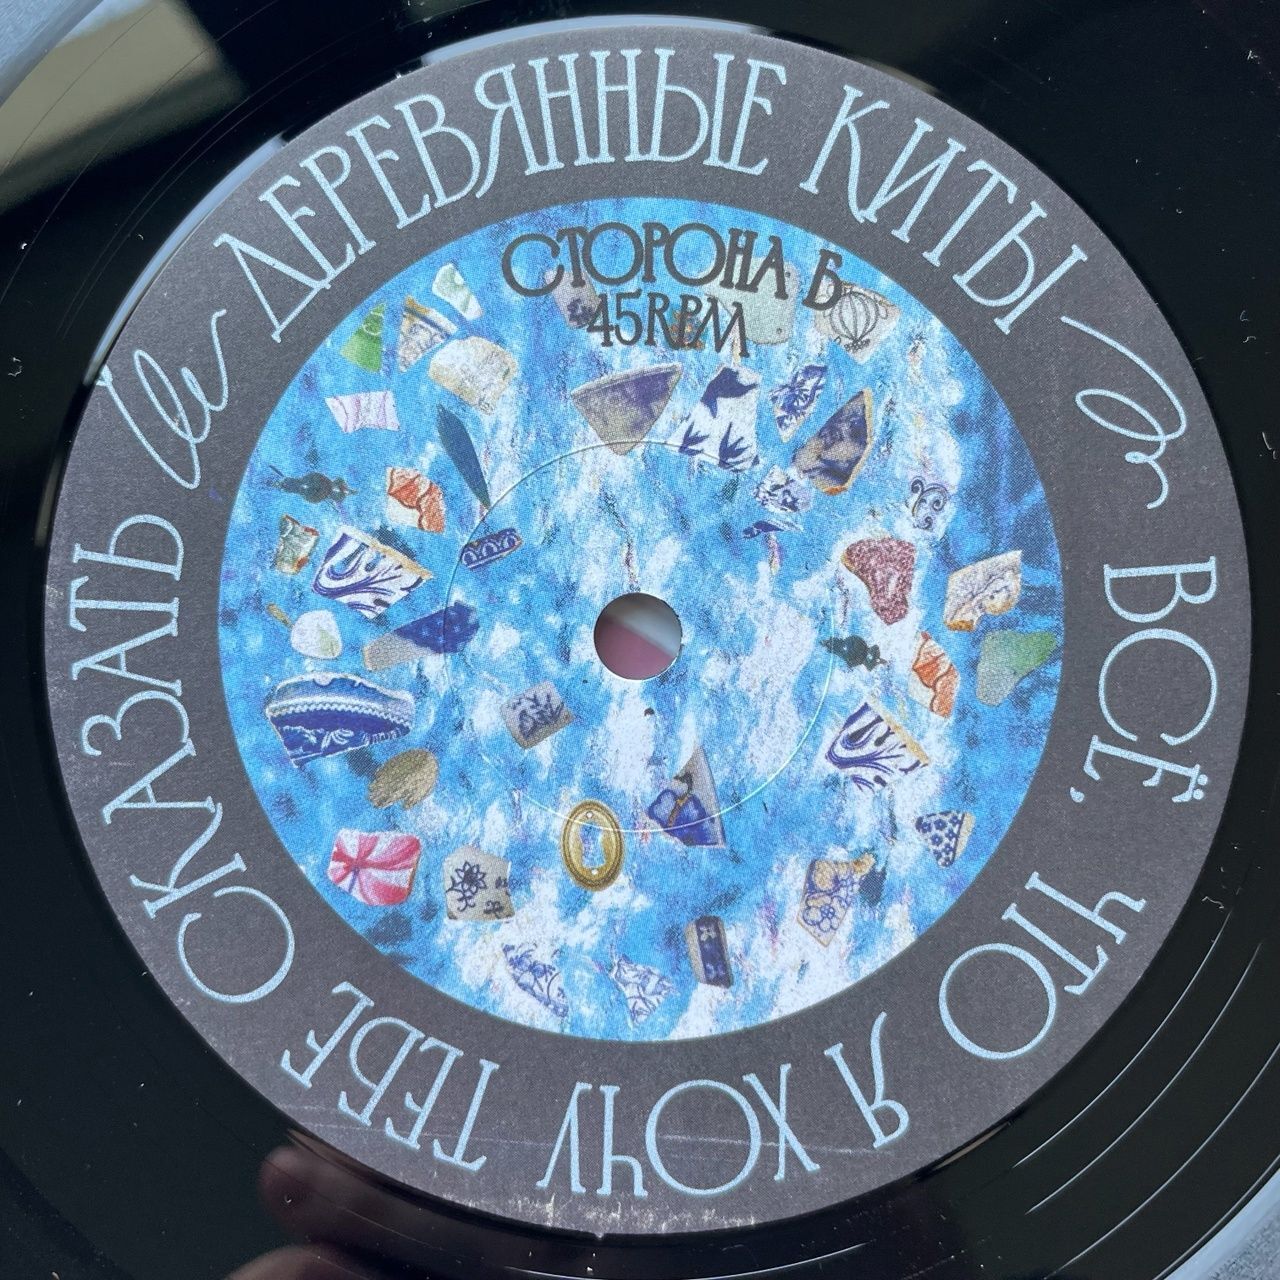 ДЕРЕВЯННЫЕ КИТЫ
ВСЁ, ЧТО Я ХОЧУ ТЕБЕ СКАЗАТЬ
СТОРОНА Б
45RPM